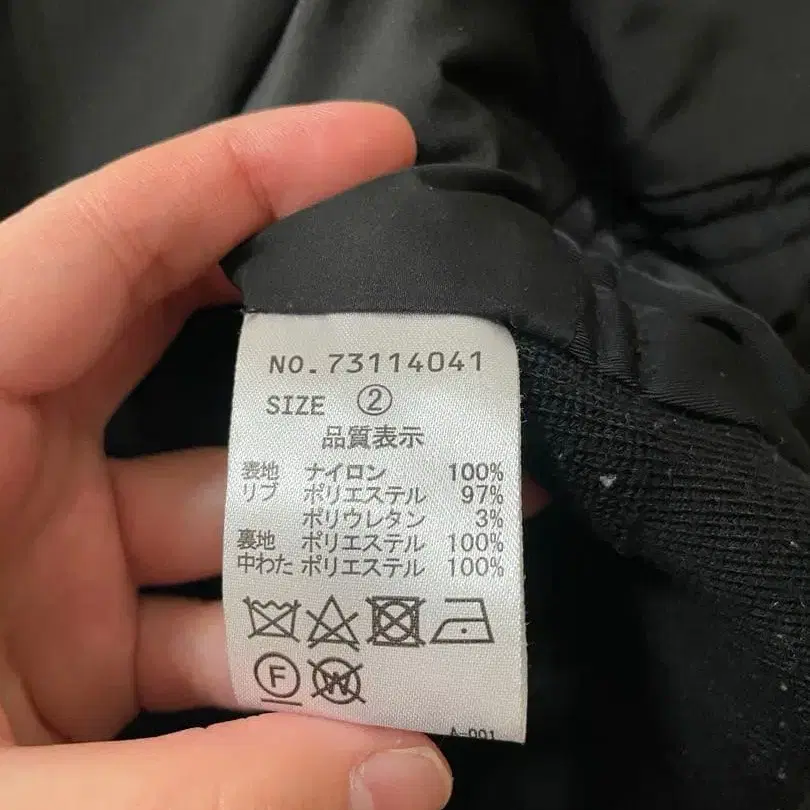 NO.73114041
SIZE ②
品質表示
表地 ナイロン 100%
リブ ポリエステル 97%
ポリウレタン 3%
裏地 ポリエステル 100%
中わた ポリエステル 100%
F W
A-001